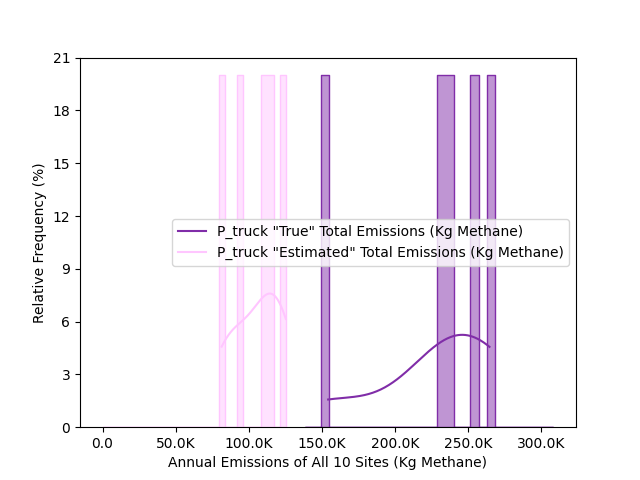 21
18
15
12
9
6
3
0
Relative Frequency (%)
P_truck "True" Total Emissions (Kg Methane)
P_truck "Estimated" Total Emissions (Kg Methane)
0.0 50.0K 100.0K 150.0K 200.0K 250.0K 300.0K
Annual Emissions of All 10 Sites (Kg Methane)